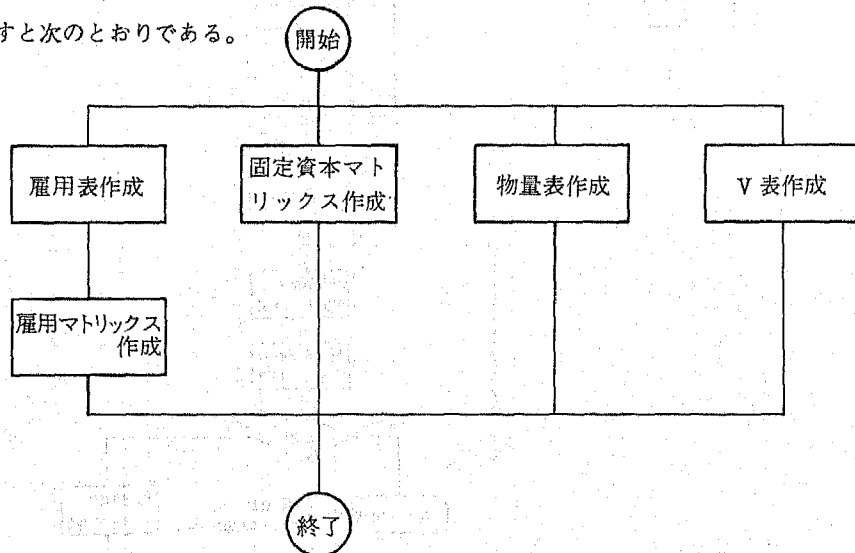 すと次のとおりである。
開始
雇用表作成
固定資本マト
リックス作成
物量表作成
V 表作成
雇用マトリックス
作成
終了